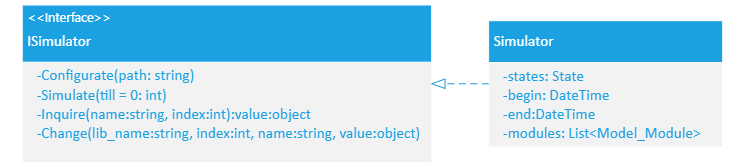 <<Interface>>
ISimulator
-Configurate(path: string)
-Simulate(till = 0: int)
-Inquire(name:string, index:int):value:object
-Change(lib_name:string, index:int, name:string, value:object)
Simulator
-states: State
-begin: DateTime
-end:DateTime
-modules: List<Model_Module>